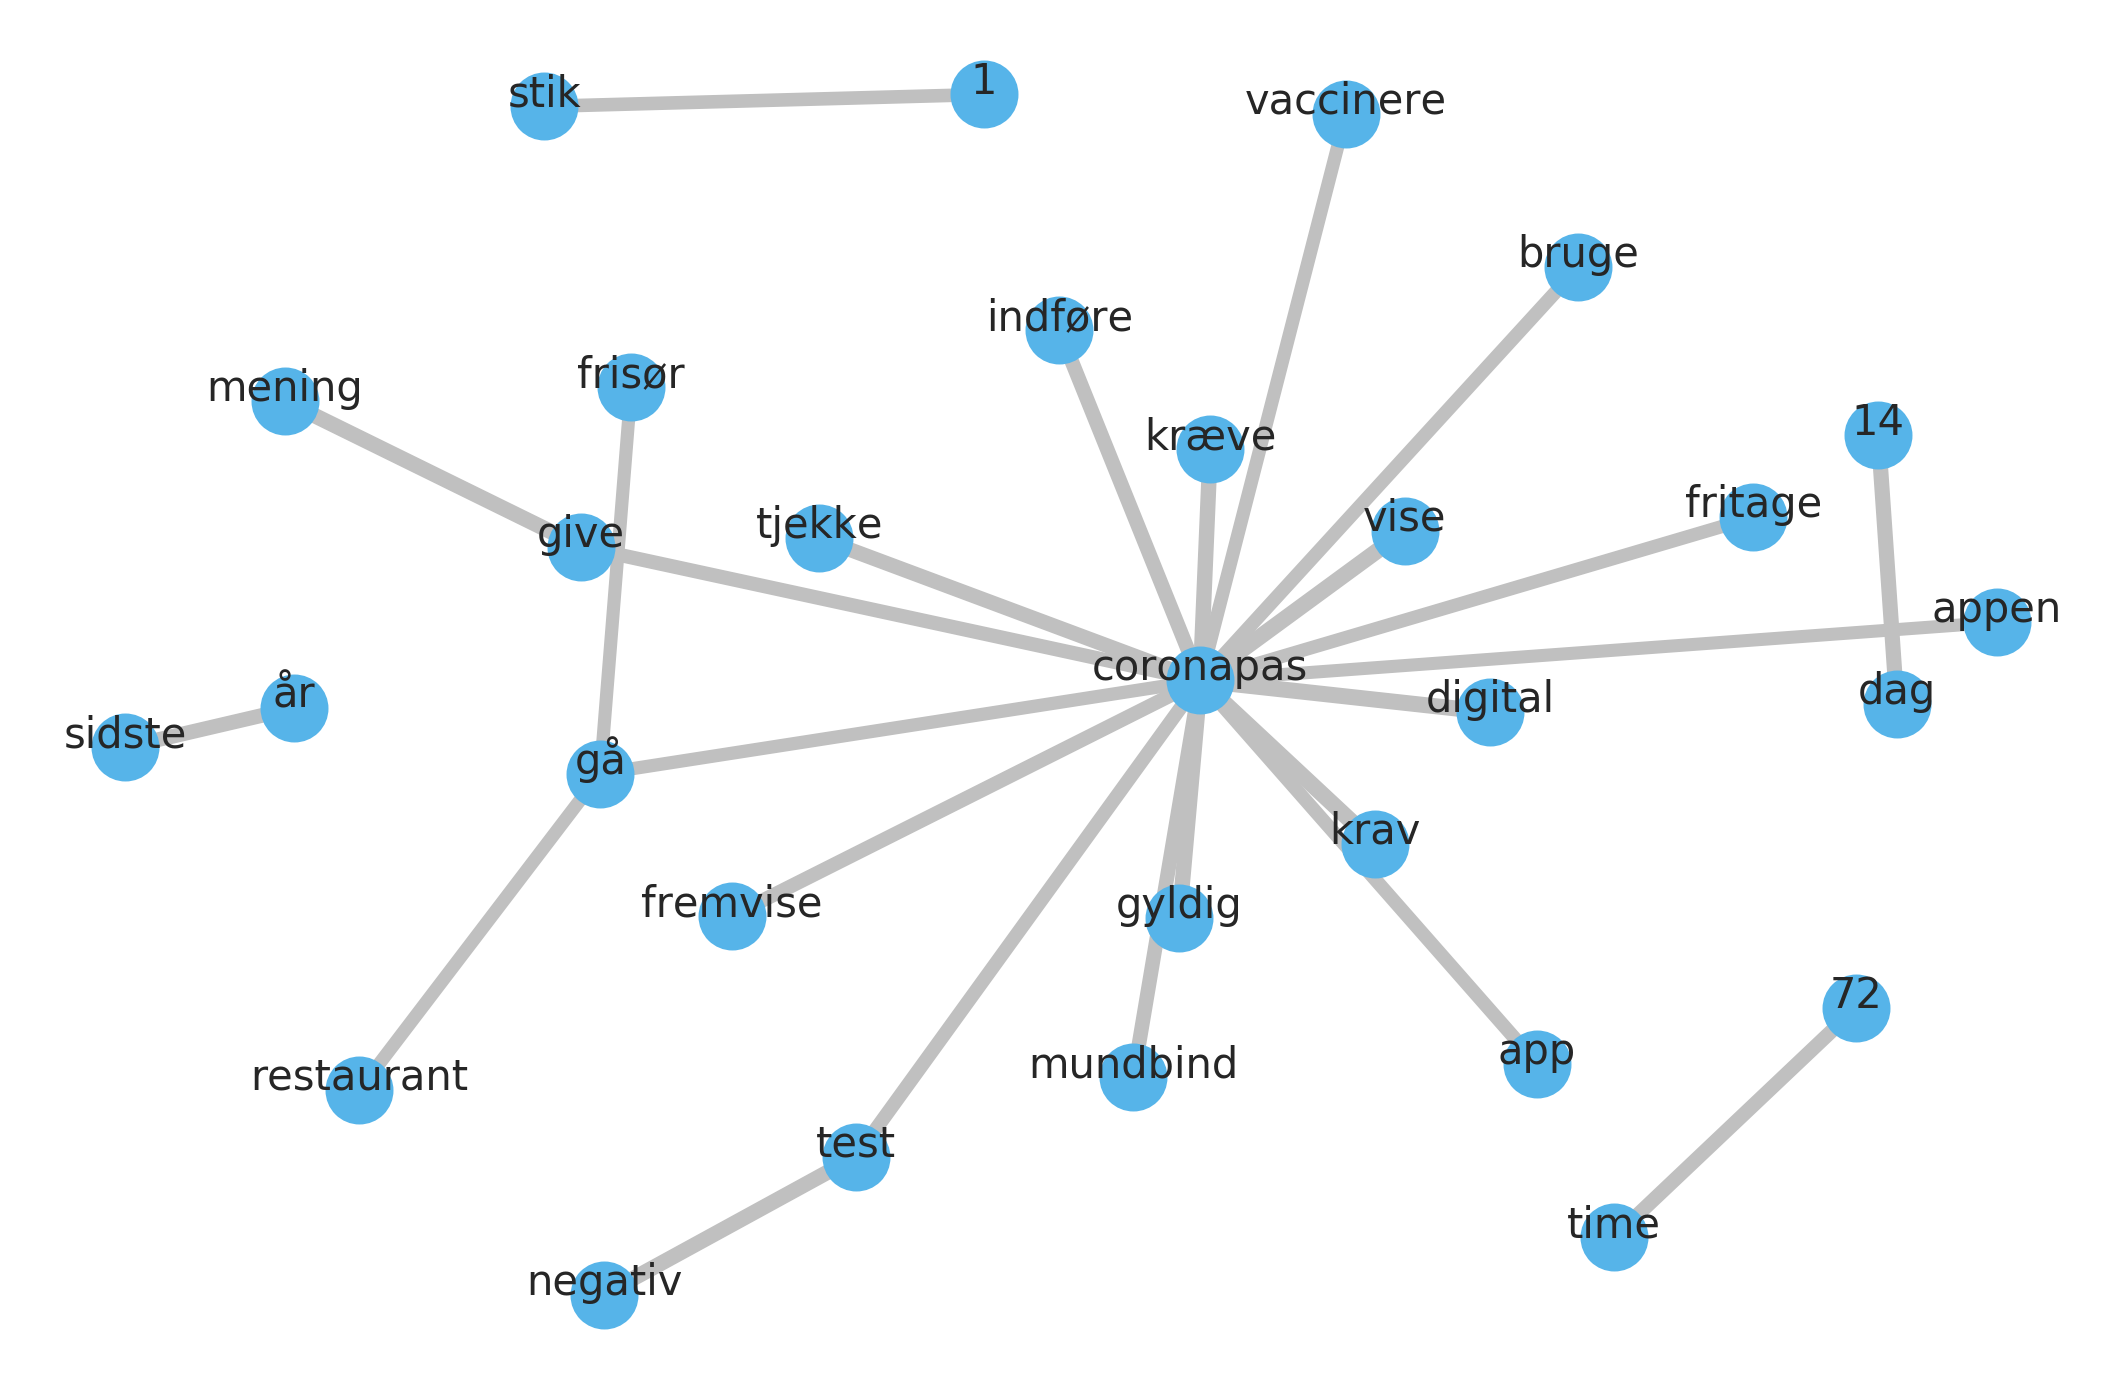 stik
1
vaccinere
bruge
indføre
frisør
mening
14
kræve
fritage
vise
tjekke
give
appen
coronapas
dag
år
digital
sidste
gå
krav
fremvise
gyldig
72
app
mundbind
restaurant
test
time
negativ